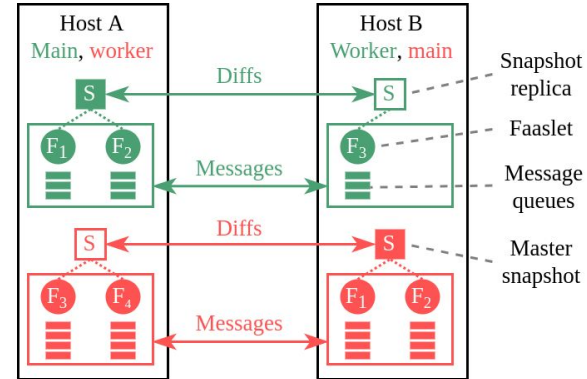 Host A
Main, worker
Host B
Worker, main
S
Diffs
S
Snapshot
replica
F1
F2
F3
Faaslet
Messages
Message
queues
S
Diffs
S
Master
snapshot
F3
F4
F1
F2
Messages